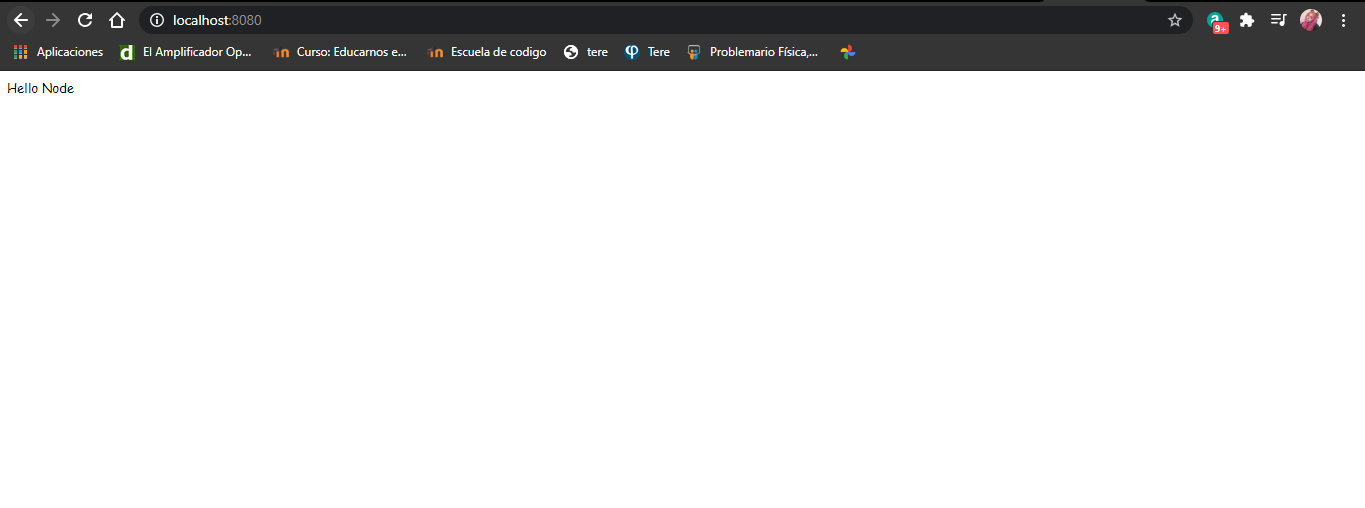 localhost:8080
9+
Aplicaciones El Amplificador Op... Curso: Educarnos e... Escuela de codigo tere Tere Problemario Física,...
Hello Node